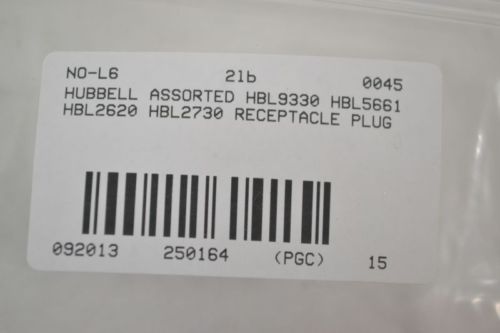 NO-L6 21b 0045
HUBBELL ASSORTED HBL9330 HBL5661
HBL2620 HBL2730 RECEPTACLE PLUG
092013 250164 (PGC) 15